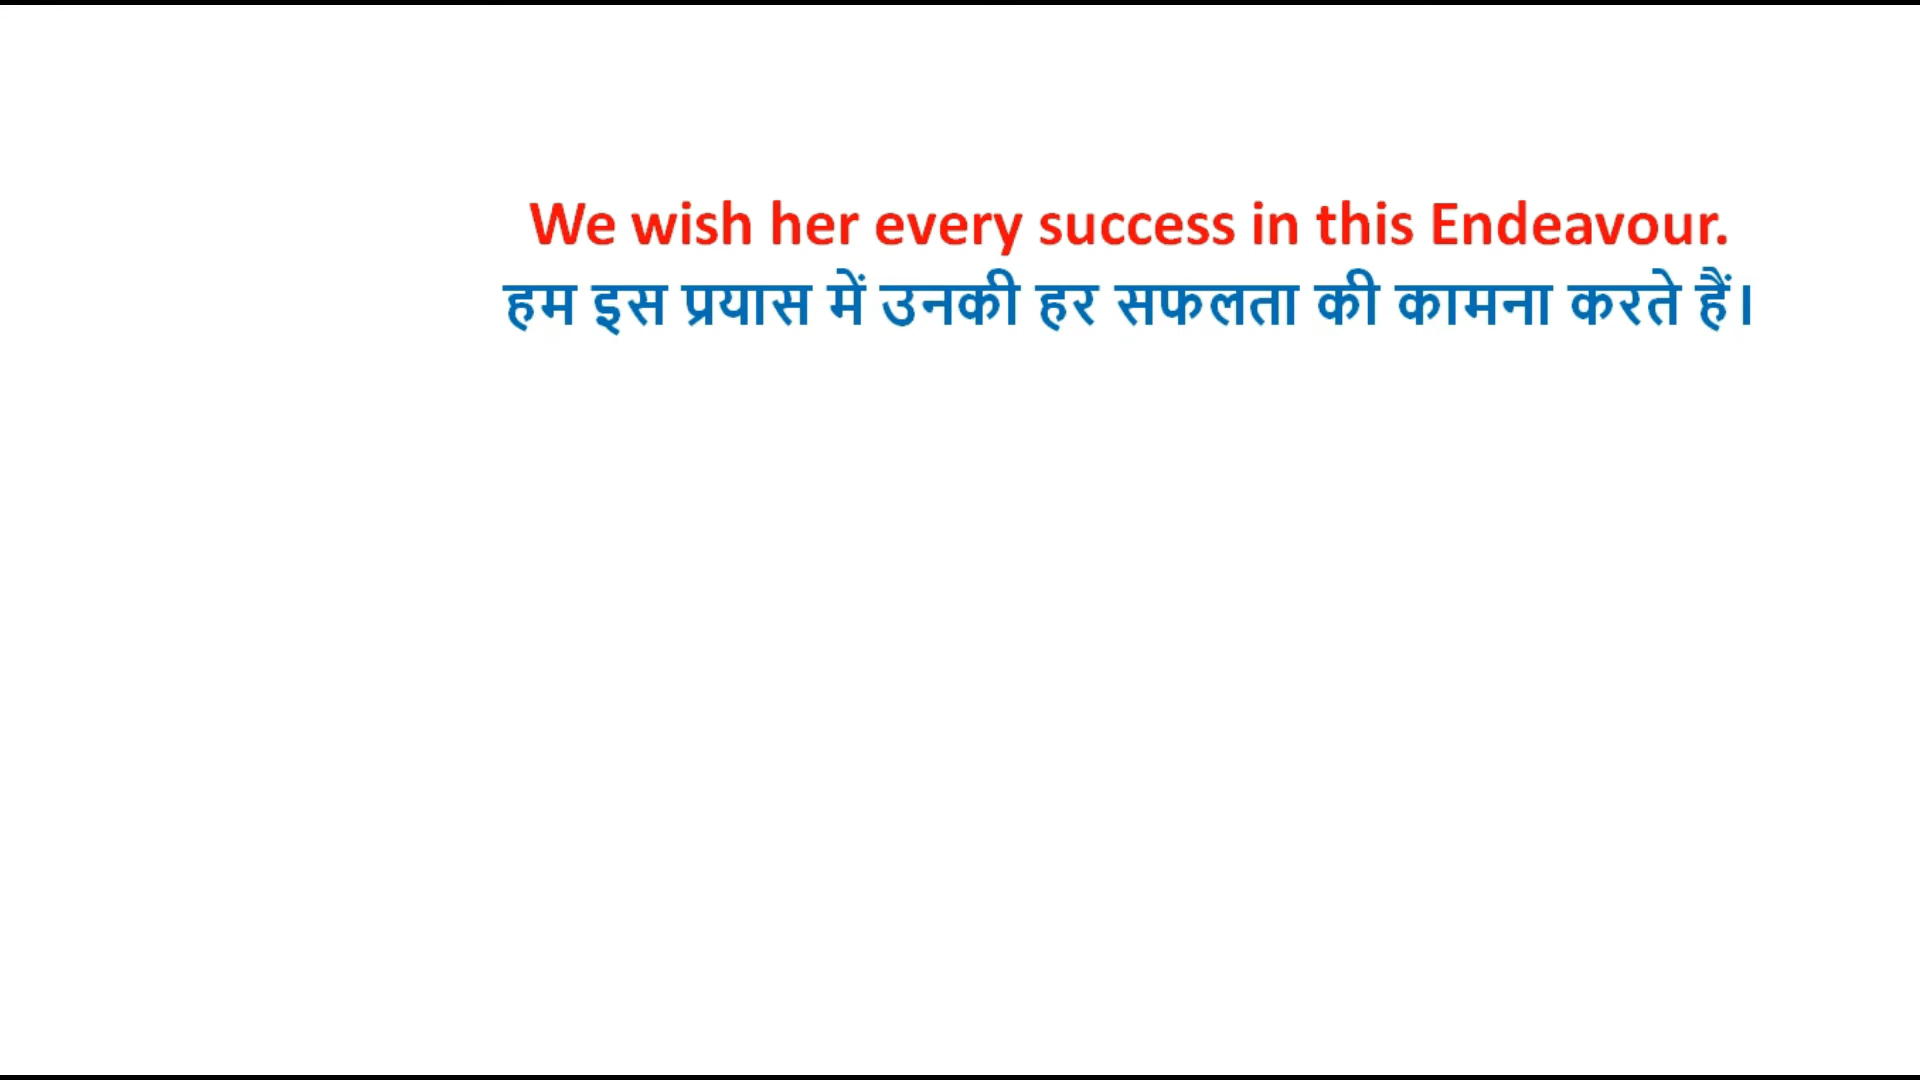 We wish her every success in this Endeavour.
हम इस प्रयास में उनकी हर सफलता की कामना करते हैं।